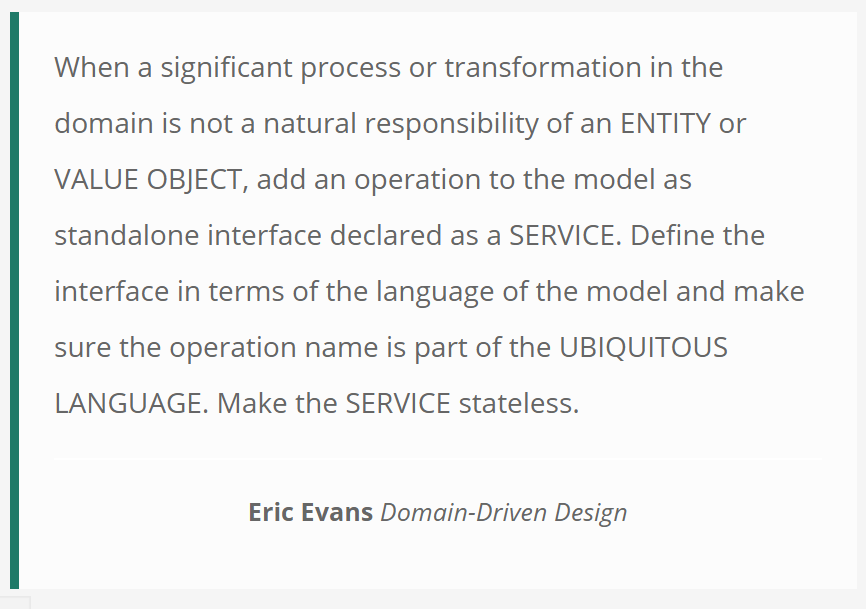 When a significant process or transformation in the
domain is not a natural responsibility of an ENTITY or
VALUE OBJECT, add an operation to the model as
standalone interface declared as a SERVICE. Define the
interface in terms of the language of the model and make
sure the operation name is part of the UBIQUITOUS
LANGUAGE. Make the SERVICE stateless.
Eric Evans Domain-Driven Design